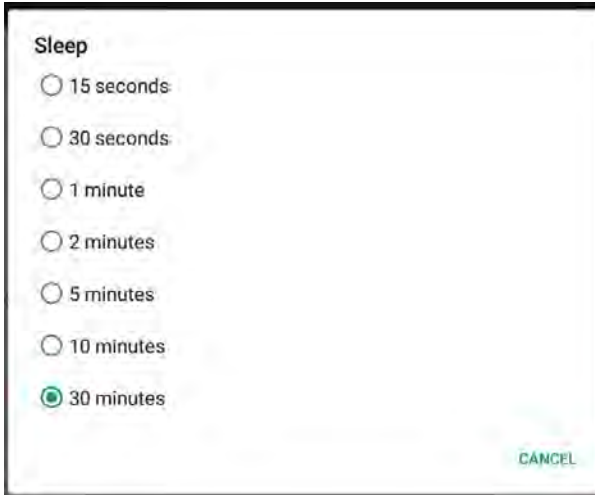 Sleep
15 seconds
30 seconds
1 minute
2 minutes
5 minutes
10 minutes
30 minutes
CANCEL